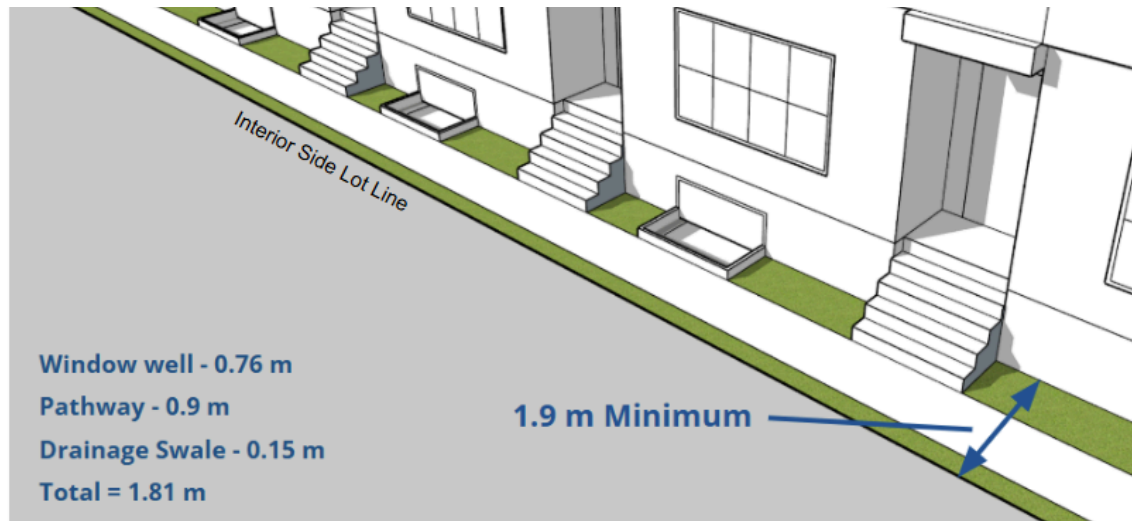 Interior Side Lot Line
Window well - 0.76 m
Pathway - 0.9 m
Drainage Swale - 0.15 m
Total = 1.81 m
1.9 m Minimum